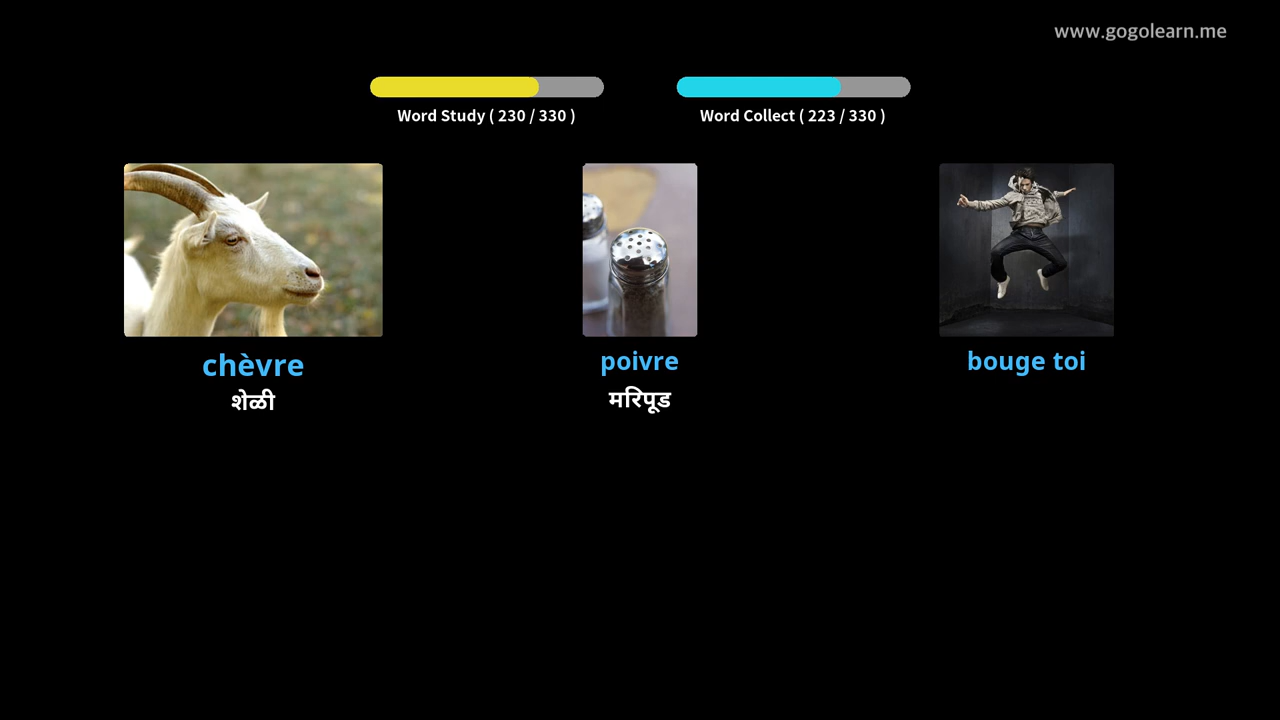 www.gogolearn.me
Word Study ( 230 / 330 )
Word Collect ( 223 / 330 )
chèvre
शेळी
poivre
मरिपूड
bouge toi